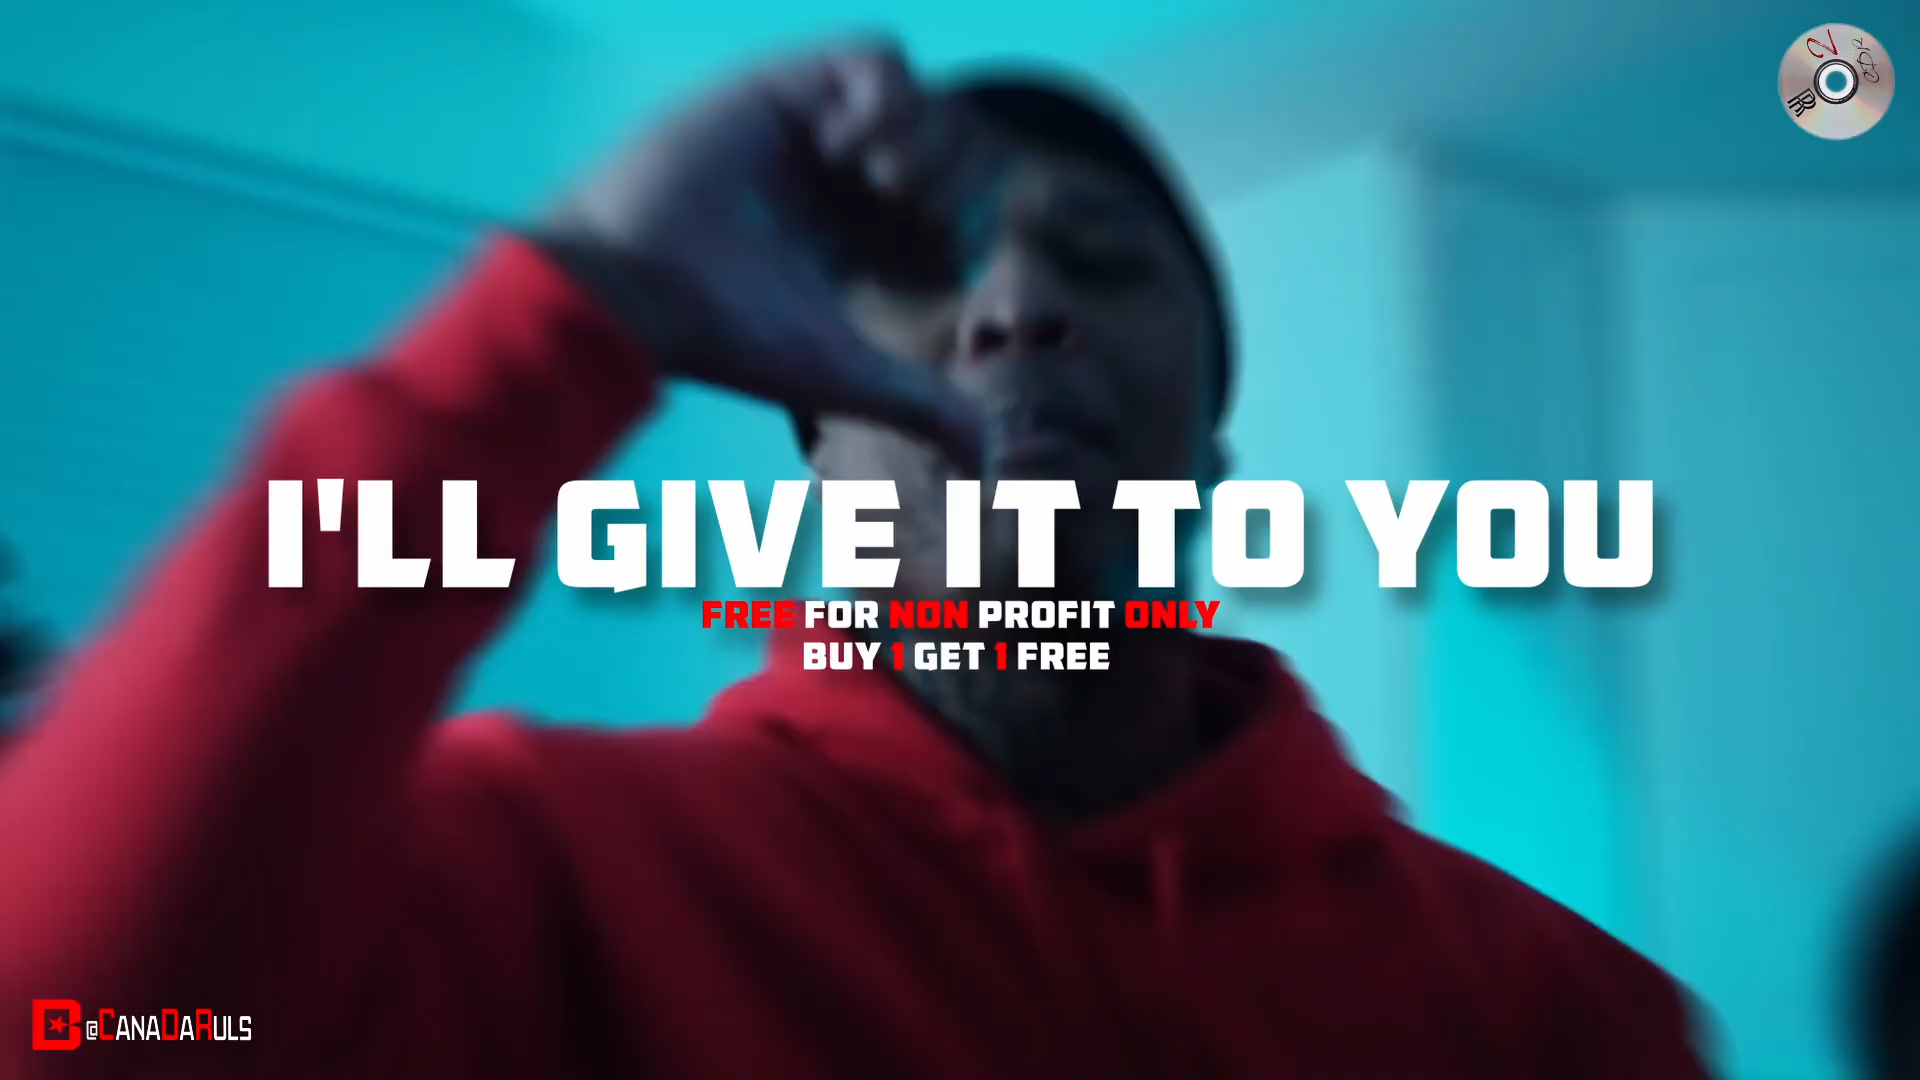 I'LL GIVE IT TO YOU
FREE FOR NON PROFIT ONLY
BUY 1 GET 1 FREE
@CANADARULS